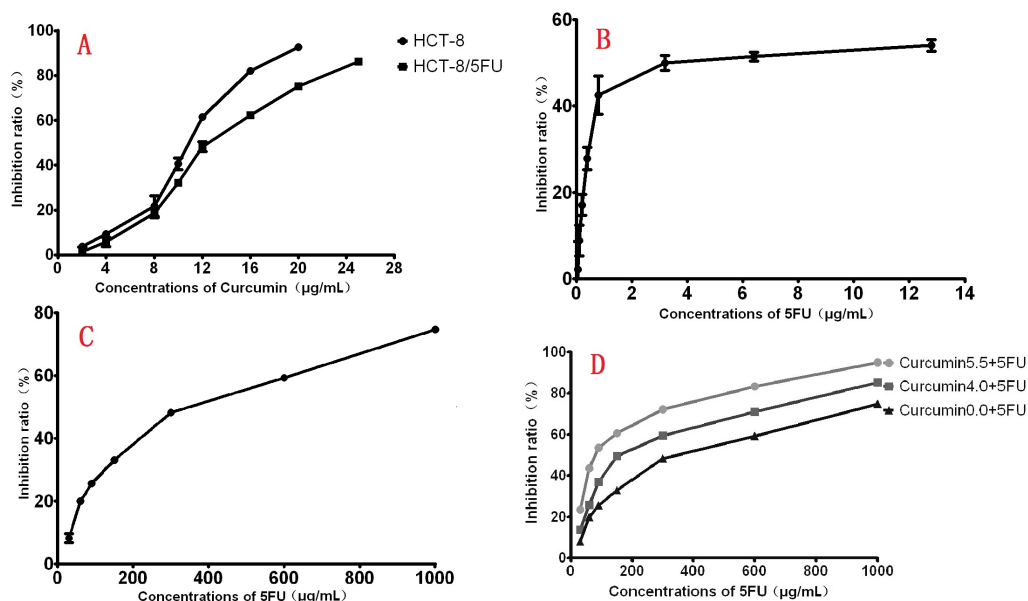 A
HCT-8
HCT-8/5FU
Inhibition ratio (%)
100
80
60
40
20
0
0 4 8 12 16 20 24 28
Concentrations of Curcumin (μg/mL)
B
Inhibition ratio (%)
60
40
20
0
0 2 4 6 8 10 12 14
Concentrations of 5FU (μg/mL)
C
Inhibition ratio (%)
80
60
40
20
0
0 200 400 600 800 1000
Concentrations of 5FU (μg/mL)
D
Curcumin5.5+5FU
Curcumin4.0+5FU
Curcumin0.0+5FU
Inhibition ratio (%)
100
80
60
40
20
0
0 200 400 600 800 1000
Concentrations of 5FU (μg/mL)